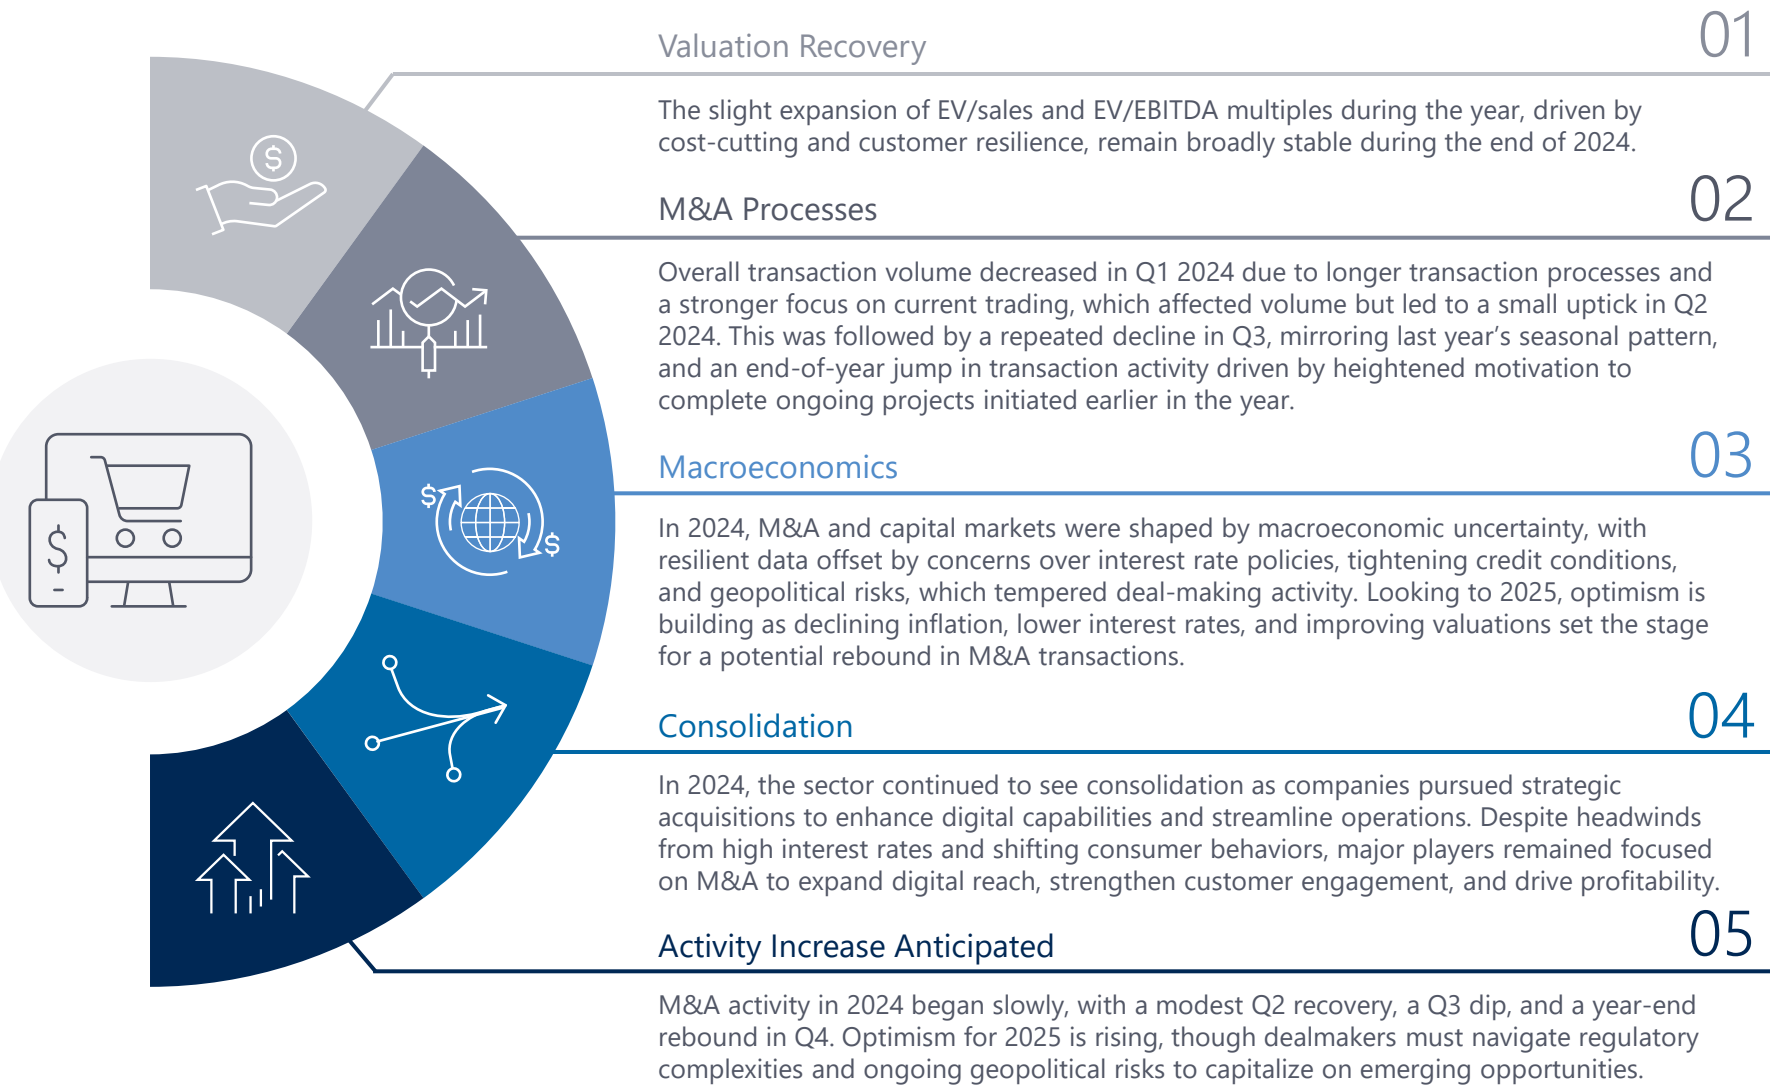 Valuation Recovery
01
The slight expansion of EV/sales and EV/EBITDA multiples during the year, driven by
cost-cutting and customer resilience, remain broadly stable during the end of 2024.
M&A Processes
02
Overall transaction volume decreased in Q1 2024 due to longer transaction processes and
a stronger focus on current trading, which affected volume but led to a small uptick in Q2
2024. This was followed by a repeated decline in Q3, mirroring last year’s seasonal pattern,
and an end-of-year jump in transaction activity driven by heightened motivation to
complete ongoing projects initiated earlier in the year.
Macroeconomics
03
In 2024, M&A and capital markets were shaped by macroeconomic uncertainty, with
resilient data offset by concerns over interest rate policies, tightening credit conditions,
and geopolitical risks, which tempered deal-making activity. Looking to 2025, optimism is
building as declining inflation, lower interest rates, and improving valuations set the stage
for a potential rebound in M&A transactions.
Consolidation
04
In 2024, the sector continued to see consolidation as companies pursued strategic
acquisitions to enhance digital capabilities and streamline operations. Despite headwinds
from high interest rates and shifting consumer behaviors, major players remained focused
on M&A to expand digital reach, strengthen customer engagement, and drive profitability.
Activity Increase Anticipated
05
M&A activity in 2024 began slowly, with a modest Q2 recovery, a Q3 dip, and a year-end
rebound in Q4. Optimism for 2025 is rising, though dealmakers must navigate regulatory
complexities and ongoing geopolitical risks to capitalize on emerging opportunities.
$
$
$
$